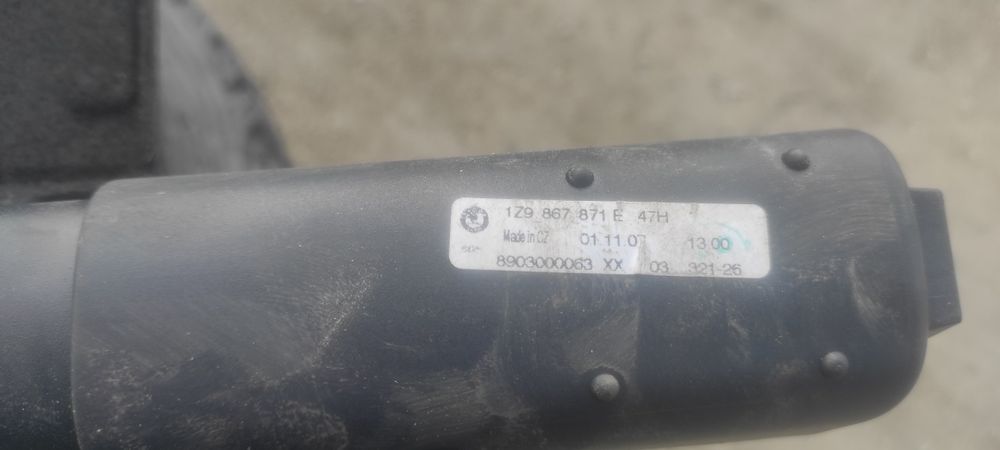 1Z9 867 871 E 47H
Made in CZ 01.11.07 13.00
8903000063 XX 03 321-26